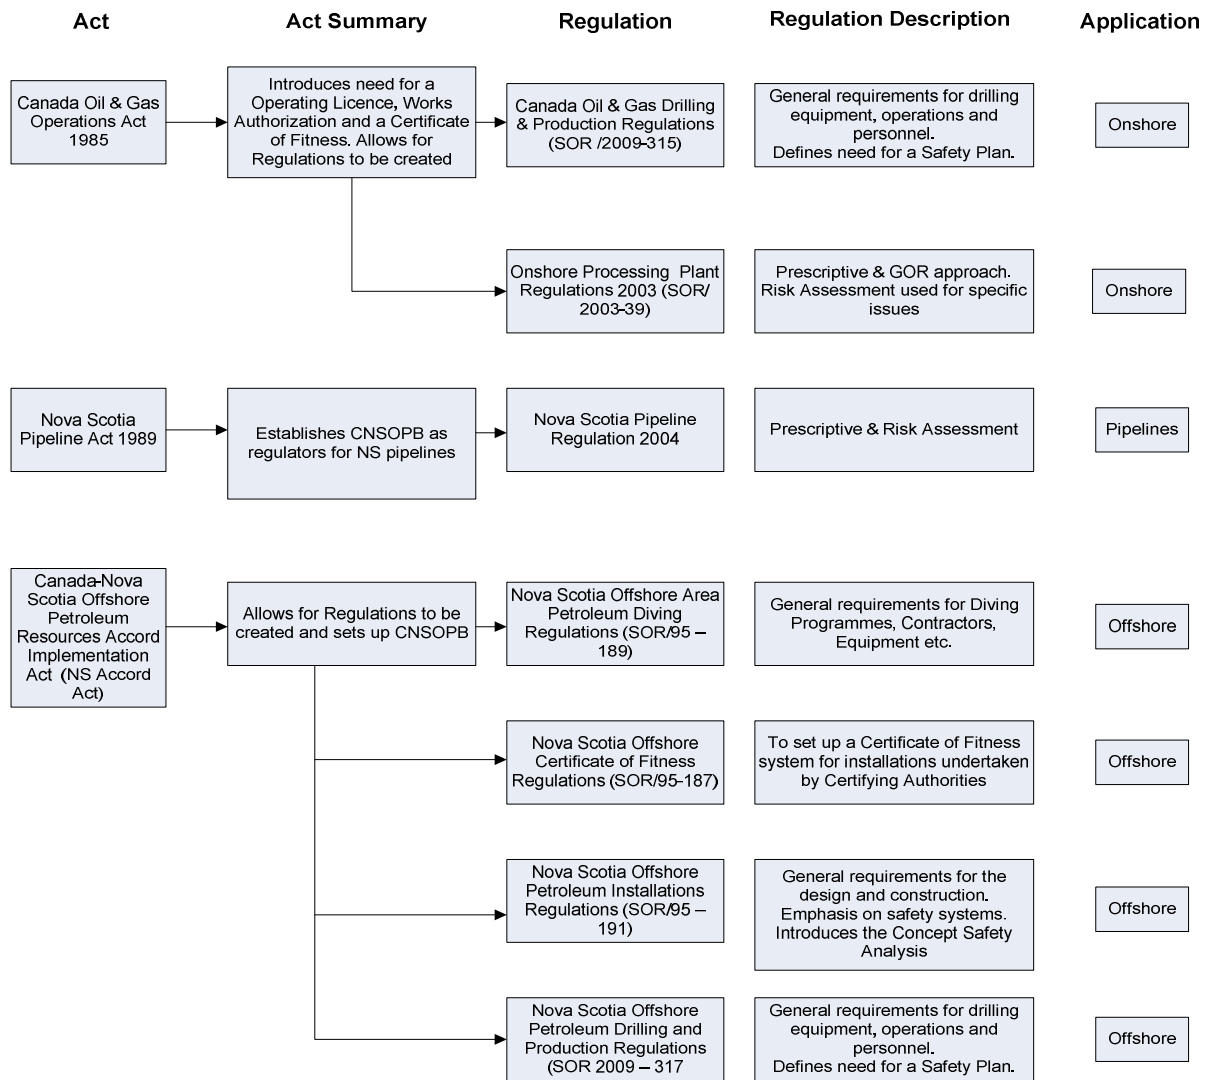 Act
Act Summary
Regulation
Regulation Description
Application
Canada Oil & Gas
Operations Act
1985
Introduces need for a
Operating Licence, Works
Authorization and a Certificate
of Fitness. Allows for
Regulations to be created
Canada Oil & Gas Drilling
& Production Regulations
(SOR /2009-315)
General requirements for drilling
equipment, operations and
personnel.
Defines need for a Safety Plan.
Onshore
Onshore Processing Plant
Regulations 2003 (SOR/
2003-39)
Prescriptive & GOR approach.
Risk Assessment used for specific
issues
Onshore
Nova Scotia
Pipeline Act 1989
Establishes CNSOPB as
regulators for NS pipelines
Nova Scotia Pipeline
Regulation 2004
Prescriptive & Risk Assessment
Pipelines
Canada-Nova
Scotia Offshore
Petroleum
Resources Accord
Implementation
Act (NS Accord
Act)
Allows for Regulations to be
created and sets up CNSOPB
Nova Scotia Offshore Area
Petroleum Diving
Regulations (SOR/95 –
189)
General requirements for Diving
Programmes, Contractors,
Equipment etc.
Offshore
Nova Scotia Offshore
Certificate of Fitness
Regulations (SOR/95-187)
To set up a Certificate of Fitness
system for installations undertaken
by Certifying Authorities
Offshore
Nova Scotia Offshore
Petroleum Installations
Regulations (SOR/95 –
191)
General requirements for the
design and construction.
Emphasis on safety systems.
Introduces the Concept Safety
Analysis
Offshore
Nova Scotia Offshore
Petroleum Drilling and
Production Regulations
(SOR 2009 – 317
General requirements for drilling
equipment, operations and
personnel.
Defines need for a Safety Plan.
Offshore